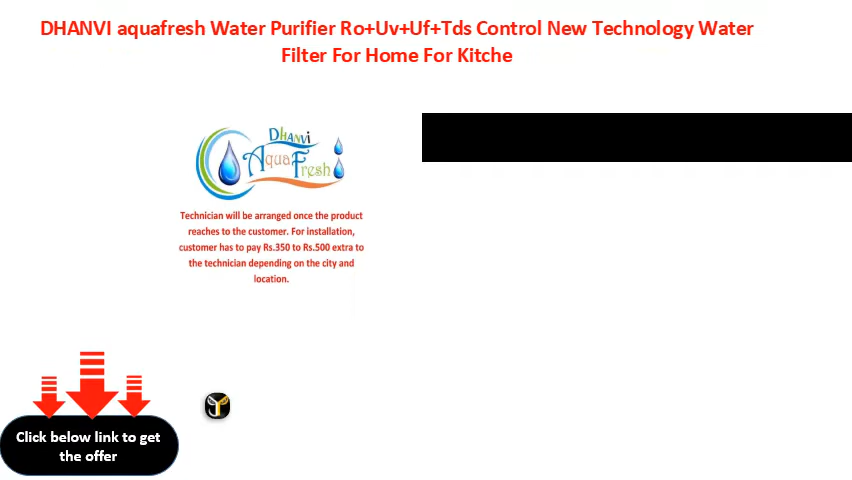 DHANVI aquafresh Water Purifier Ro+Uv+Uf+Tds Control New Technology Water
Filter For Home For Kitche
DHANVI
AquaFresh
Technician will be arranged once the product
reaches to the customer. For installation,
customer has to pay Rs.350 to Rs.500 extra to
the technician depending on the city and
location.
Click below link to get
the offer